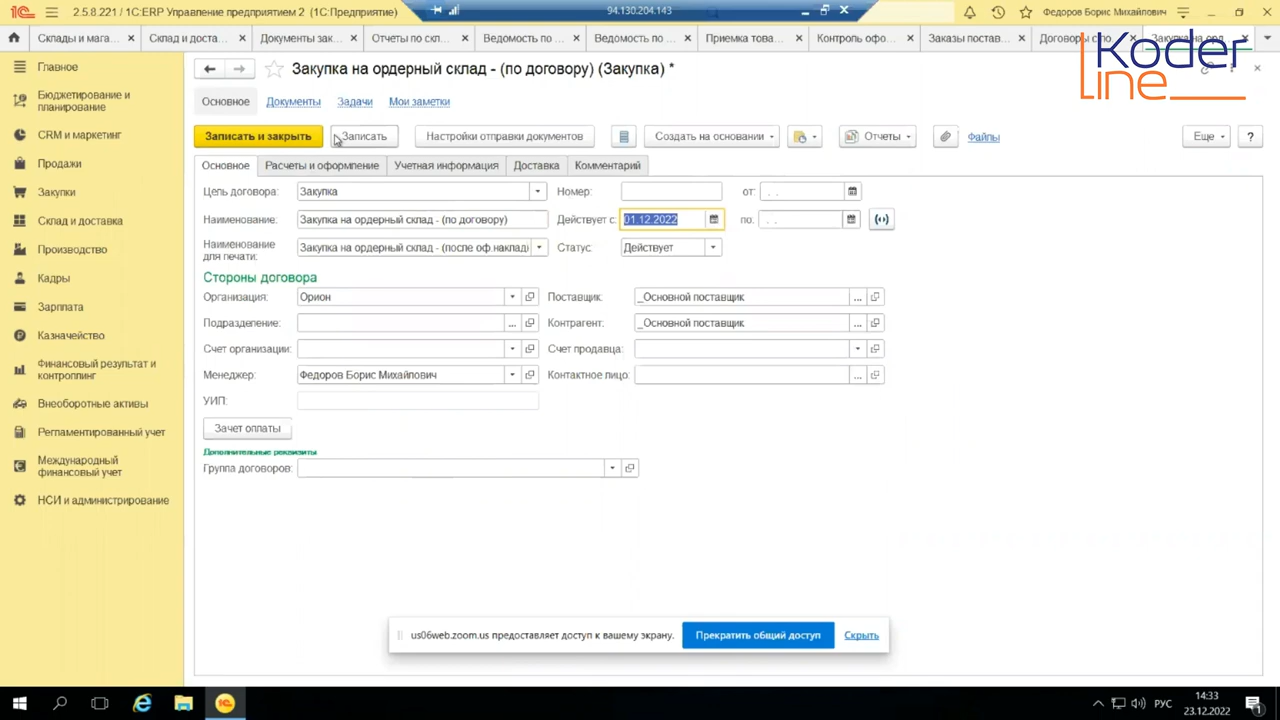 2.5.8.221 / 1С:ERP Управление предприятием 2 (1С:Предприятие)
94.130.204.143
Федоров Борис Михайлович
Склады и мага...
Склад и доста...
Документы зак...
Отчеты по скл...
Ведомость по ...
Ведомость по ...
Приемка това...
Контроль офо...
Заказы постав...
Koder
line
Главное
Бюджетирование и
планирование
CRM и маркетинг
Продажи
Закупки
Склад и доставка
Производство
Кадры
Зарплата
Казначейство
Финансовый результат и
контроллинг
Внеоборотные активы
Регламентированный учет
Международный
финансовый учет
НСИ и администрирование
Закупка на ордерный склад - (по договору) (Закупка) *
Основное Документы Задачи Мои заметки
Записать и закрыть Записать Настройки отправки документов Создать на основании Отчеты Файлы Еще ?
Основное Расчеты и оформление Учетная информация Доставка Комментарий
Цель договора: Закупка Номер: от: . .
Наименование: Закупка на ордерный склад - (по договору) Действует с: 01.12.2022 по: . .
Наименование
для печати: Закупка на ордерный склад - (после оф.наклад) Статус: Действует
Стороны договора
Организация: Орион Поставщик: _Основной поставщик
Подразделение: Контрагент: _Основной поставщик
Счет организации: Счет продавца:
Менеджер: Федоров Борис Михайлович Контактное лицо:
УИП:
Зачет оплаты
Дополнительные реквизиты
Группа договоров:
us06web.zoom.us предоставляет доступ к вашему экрану. Прекратить общий доступ Скрыть
РУС
14:33
23.12.2022
1